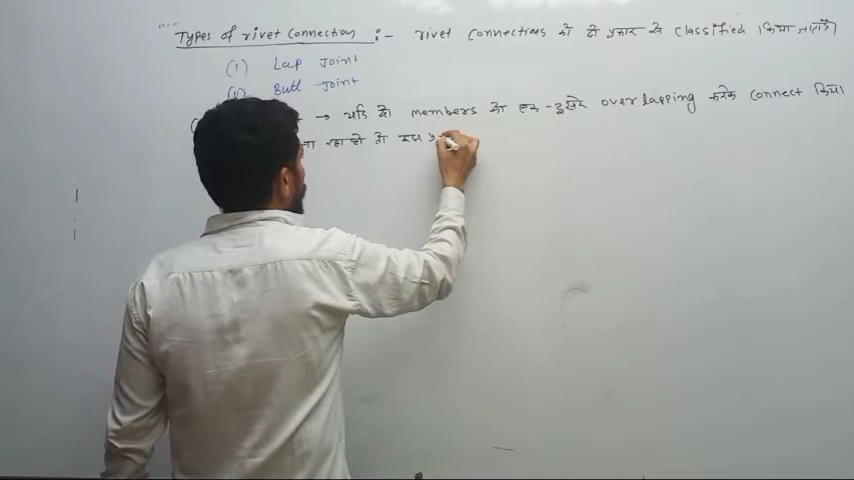 Types of rivet Connection :- rivet Connections को दो प्रकार से Classified किया जाता है
(i) Lap Joint
(ii) Butt Joint
→ यदि दो members को एक-दूसरे overlapping करके Connect किया
जा रहा हो तो इस